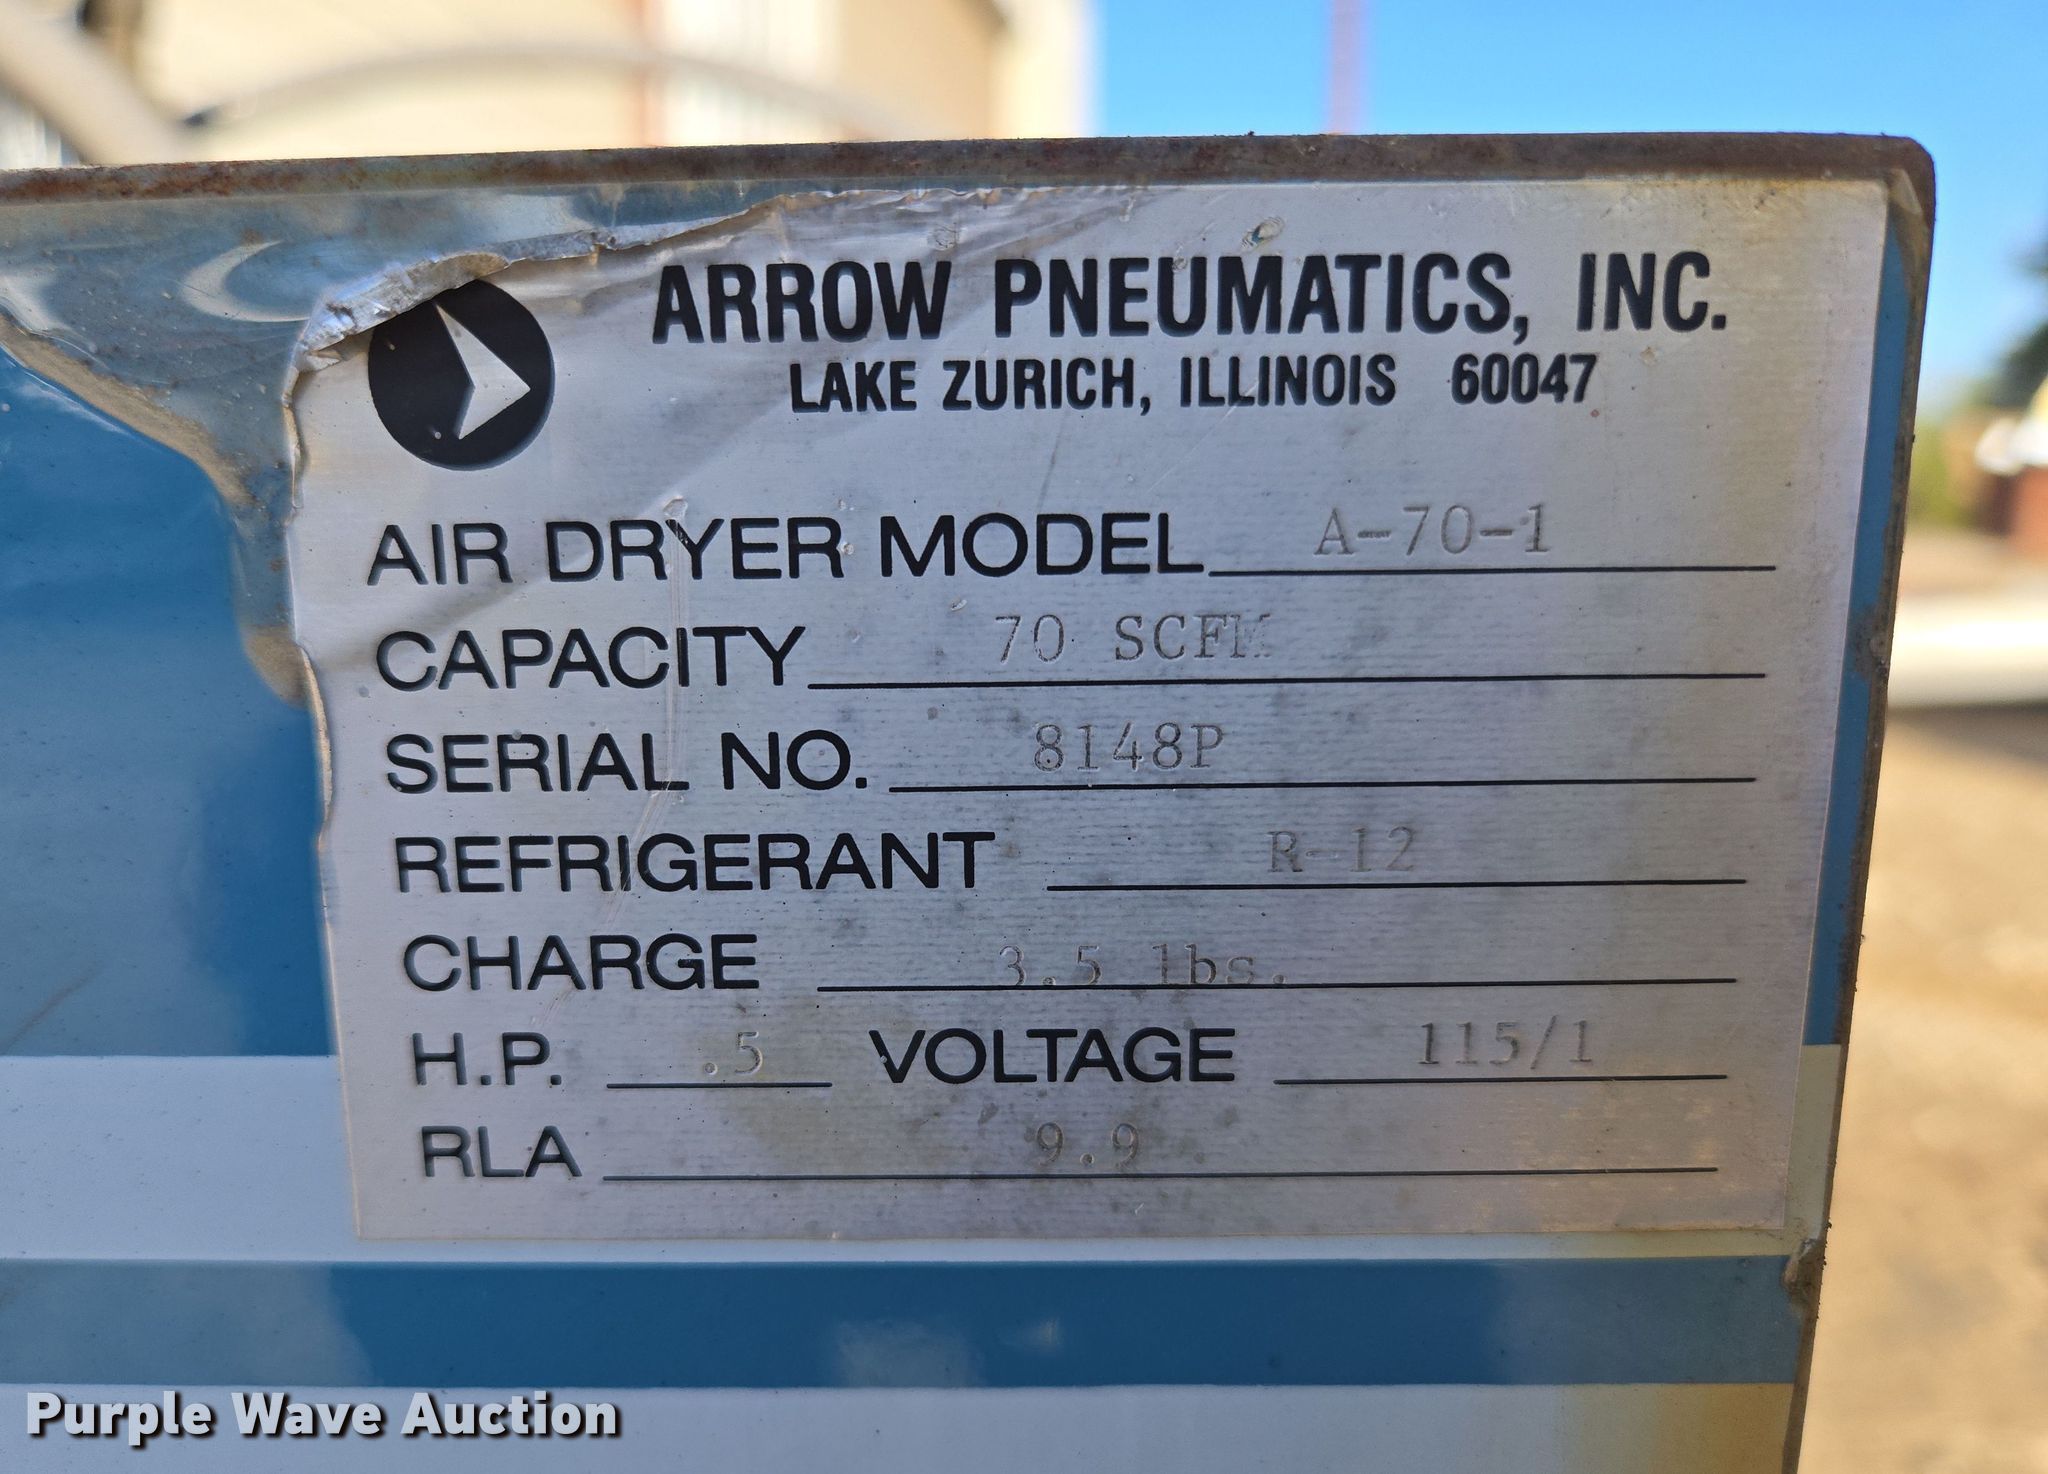 ARROW PNEUMATICS, INC.
LAKE ZURICH, ILLINOIS 60047
AIR DRYER MODEL A-70-1
CAPACITY 70 SCFM
SERIAL NO. 8148P
REFRIGERANT R-12
CHARGE 3.5 lbs.
H.P. .5 VOLTAGE 115/1
RLA 9.9
Purple Wave Auction